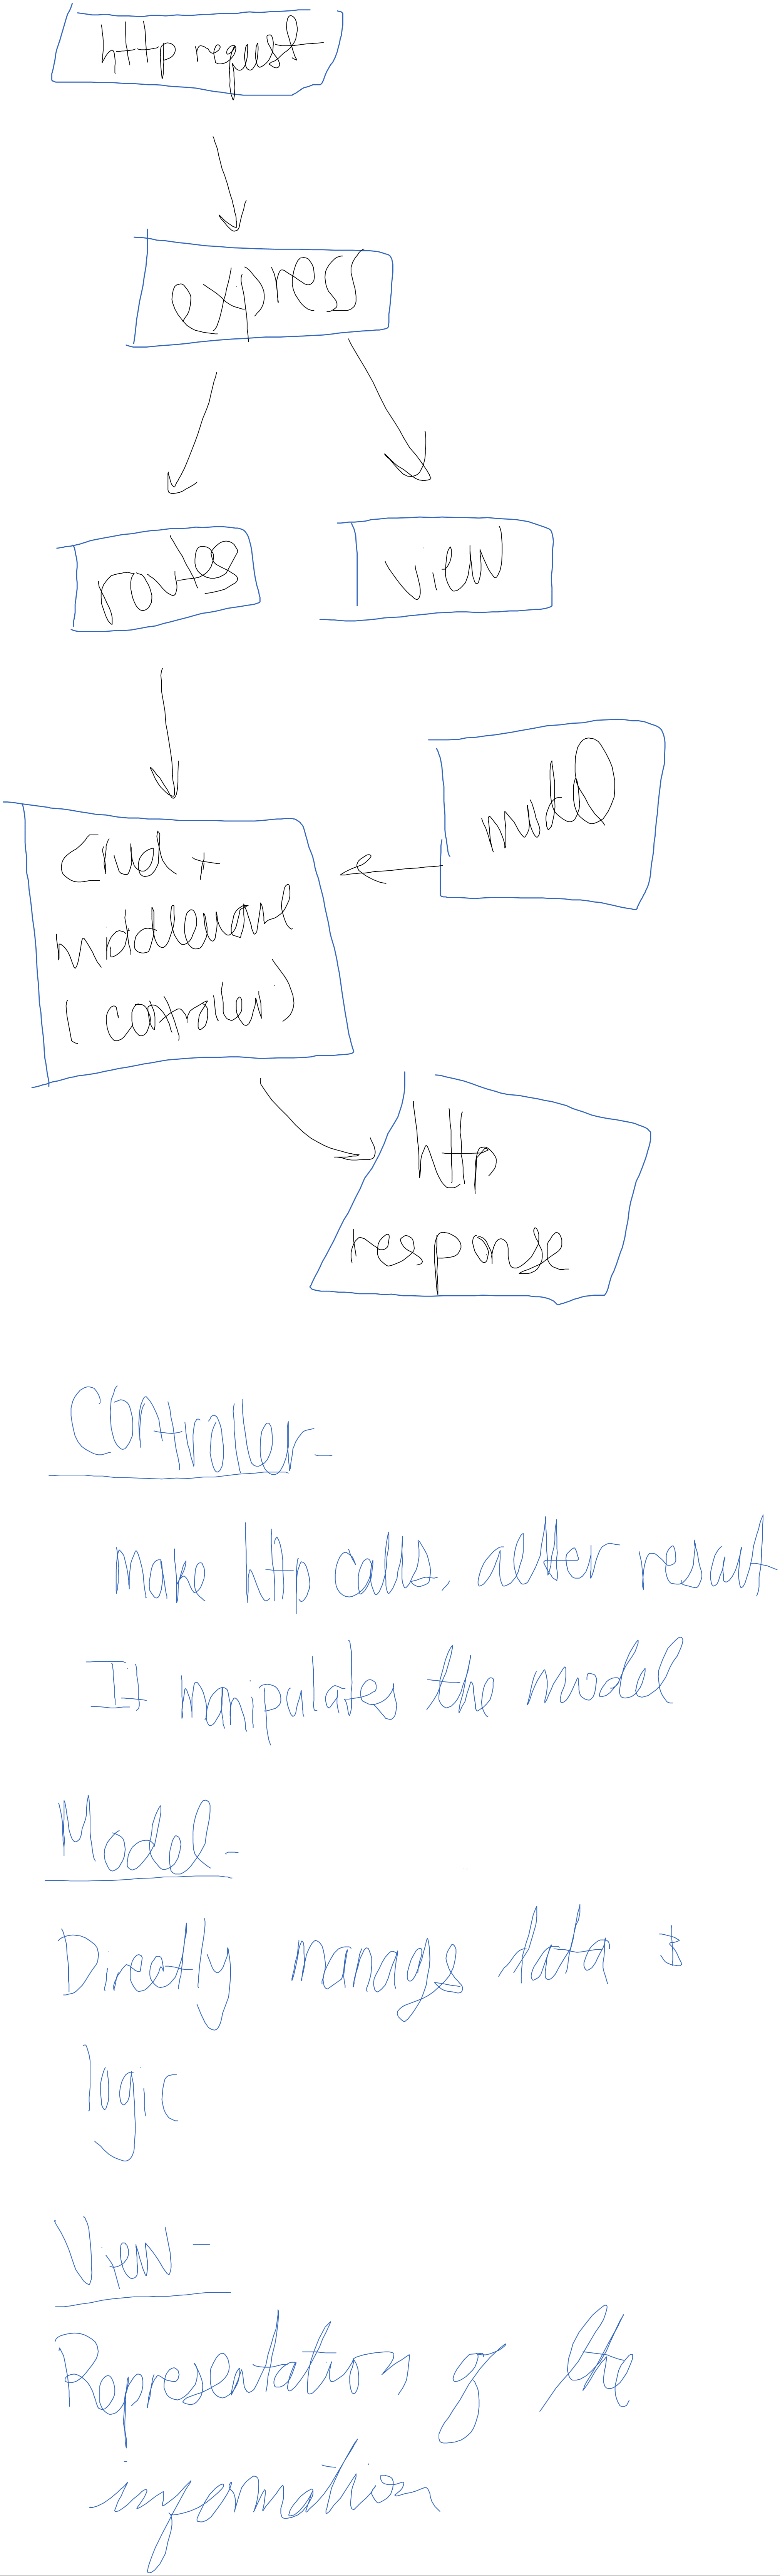 http request
express
routes
view
model
Crud +
middleware
(controller)
http
response
Controller-
make http calls, alter result
It manipulates the model
Model-
Directly manage data &
logic
View-
Representation of the
information